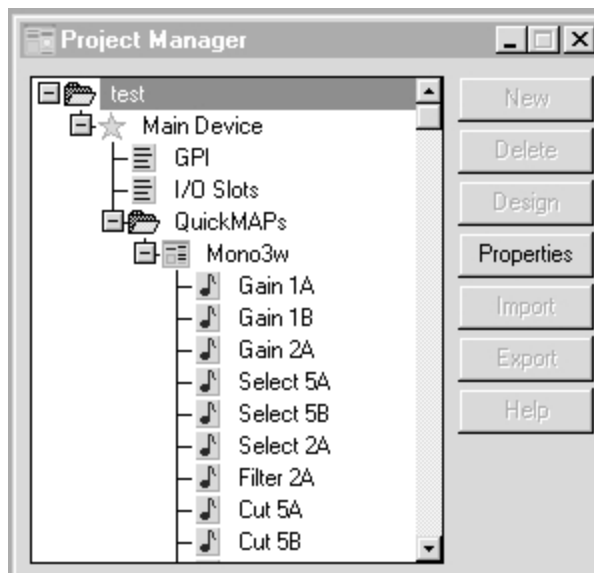 Project Manager
test
Main Device
GPI
I/O Slots
QuickMAPs
Mono3w
Gain 1A
Gain 1B
Gain 2A
Select 5A
Select 5B
Select 2A
Filter 2A
Cut 5A
Cut 5B
New
Delete
Design
Properties
Import
Export
Help